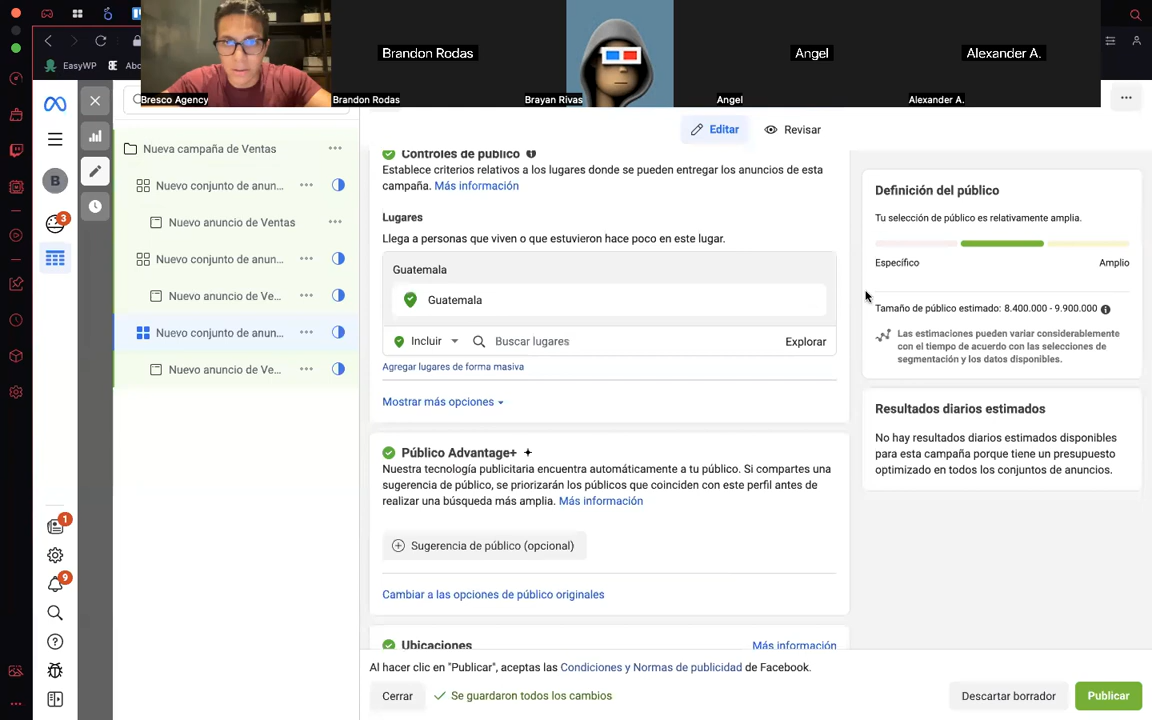 EasyWP
Abo
Bresco Agency
Brandon Rodas
Brandon Rodas
Brayan Rivas
Angel
Angel
Alexander A.
Alexander A.
Editar
Revisar
B
3
1
9
Nueva campaña de Ventas
Nuevo conjunto de anun...
Nuevo anuncio de Ventas
Nuevo conjunto de anun...
Nuevo anuncio de Ve...
Nuevo conjunto de anun...
Nuevo anuncio de Ve...
Controles de público
Establece criterios relativos a los lugares donde se pueden entregar los anuncios de esta
campaña. Más información
Lugares
Llega a personas que viven o que estuvieron hace poco en este lugar.
Guatemala
Guatemala
Incluir
Buscar lugares
Explorar
Agregar lugares de forma masiva
Mostrar más opciones
Público Advantage+
Nuestra tecnología publicitaria encuentra automáticamente a tu público. Si compartes una
sugerencia de público, se priorizarán los públicos que coinciden con este perfil antes de
realizar una búsqueda más amplia. Más información
Sugerencia de público (opcional)
Cambiar a las opciones de público originales
Ubicaciones
Más información
Definición del público
Tu selección de público es relativamente amplia.
Específico
Amplio
Tamaño de público estimado: 8.400.000 - 9.900.000
Las estimaciones pueden variar considerablemente
con el tiempo de acuerdo con las selecciones de
segmentación y los datos disponibles.
Resultados diarios estimados
No hay resultados diarios estimados disponibles
para esta campaña porque tiene un presupuesto
optimizado en todos los conjuntos de anuncios.
Al hacer clic en "Publicar", aceptas las Condiciones y Normas de publicidad de Facebook.
Cerrar
Se guardaron todos los cambios
Descartar borrador
Publicar